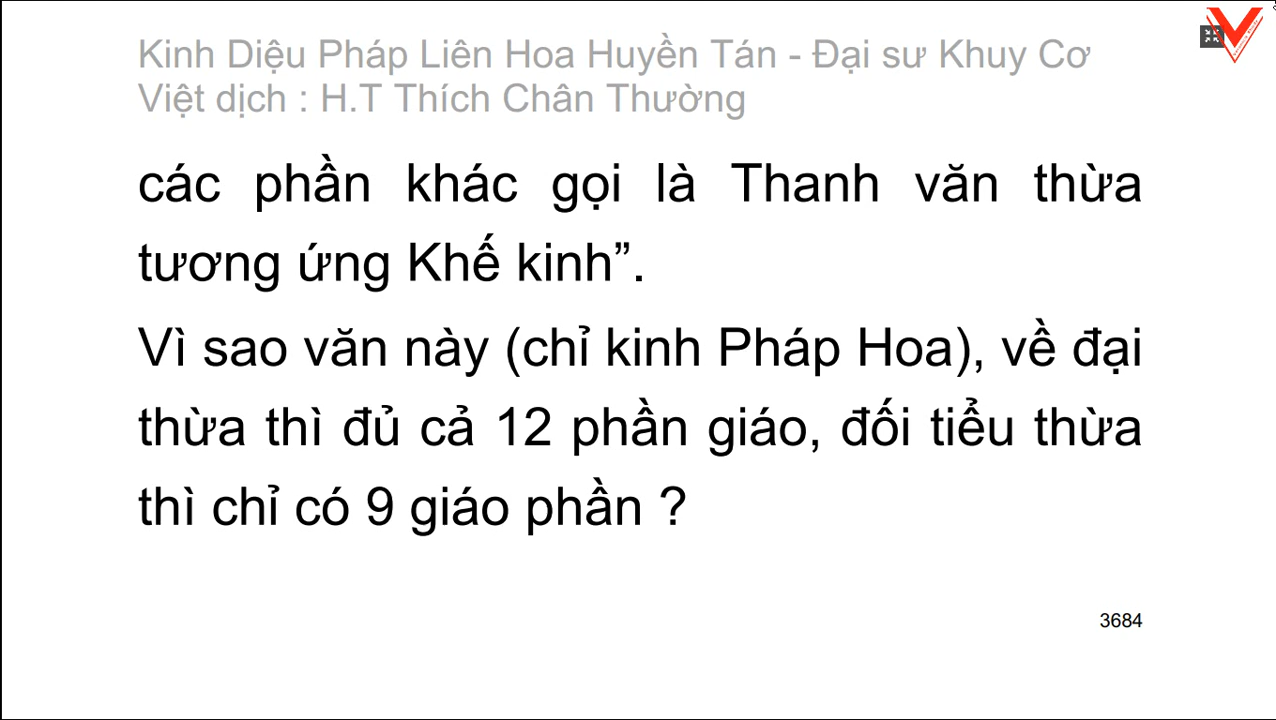 Kinh Diệu Pháp Liên Hoa Huyền Tán - Đại sư Khuy Cơ
Việt dịch : H.T Thích Chân Thường
các phần khác gọi là Thanh văn thừa
tương ứng Khế kinh”.
Vì sao văn này (chỉ kinh Pháp Hoa), về đại
thừa thì đủ cả 12 phần giáo, đối tiểu thừa
thì chỉ có 9 giáo phần ?
3684